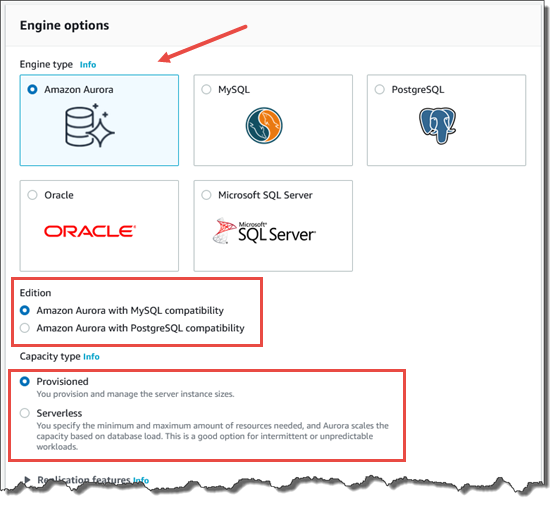 Engine options
Engine type Info
Amazon Aurora
MySQL
PostgreSQL
Oracle
ORACLE
Microsoft SQL Server
Microsoft
SQL Server
Edition
Amazon Aurora with MySQL compatibility
Amazon Aurora with PostgreSQL compatibility
Capacity type Info
Provisioned
You provision and manage the server instance sizes.
Serverless
You specify the minimum and maximum amount of resources needed, and Aurora scales the
capacity based on database load. This is a good option for intermittent or unpredictable
workloads.
Replication features Info